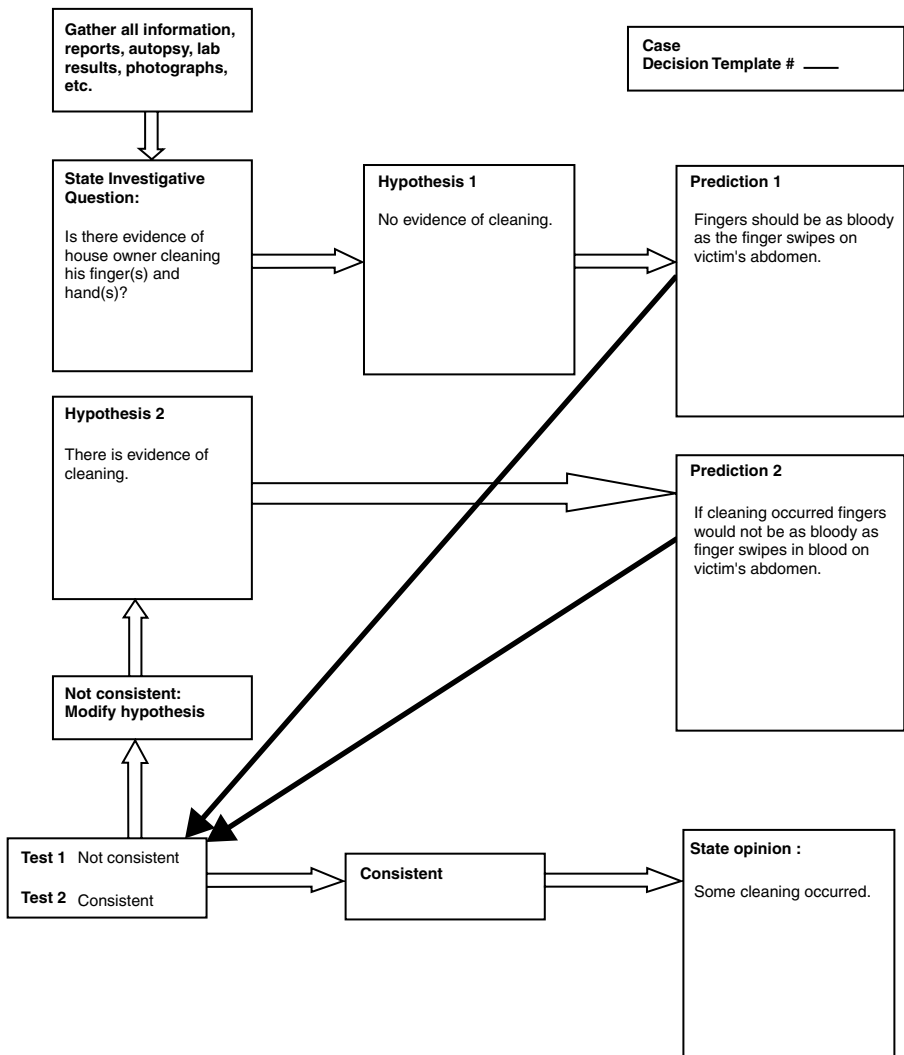 Gather all information,
reports, autopsy, lab
results, photographs,
etc.
Case
Decision Template # ___
State Investigative
Question:
Is there evidence of
house owner cleaning
his finger(s) and
hand(s)?
Hypothesis 1
No evidence of cleaning.
Prediction 1
Fingers should be as bloody
as the finger swipes on
victim's abdomen.
Hypothesis 2
There is evidence of
cleaning.
Prediction 2
If cleaning occurred fingers
would not be as bloody as
finger swipes in blood on
victim's abdomen.
Not consistent:
Modify hypothesis
Test 1 Not consistent
Test 2 Consistent
Consistent
State opinion :
Some cleaning occurred.